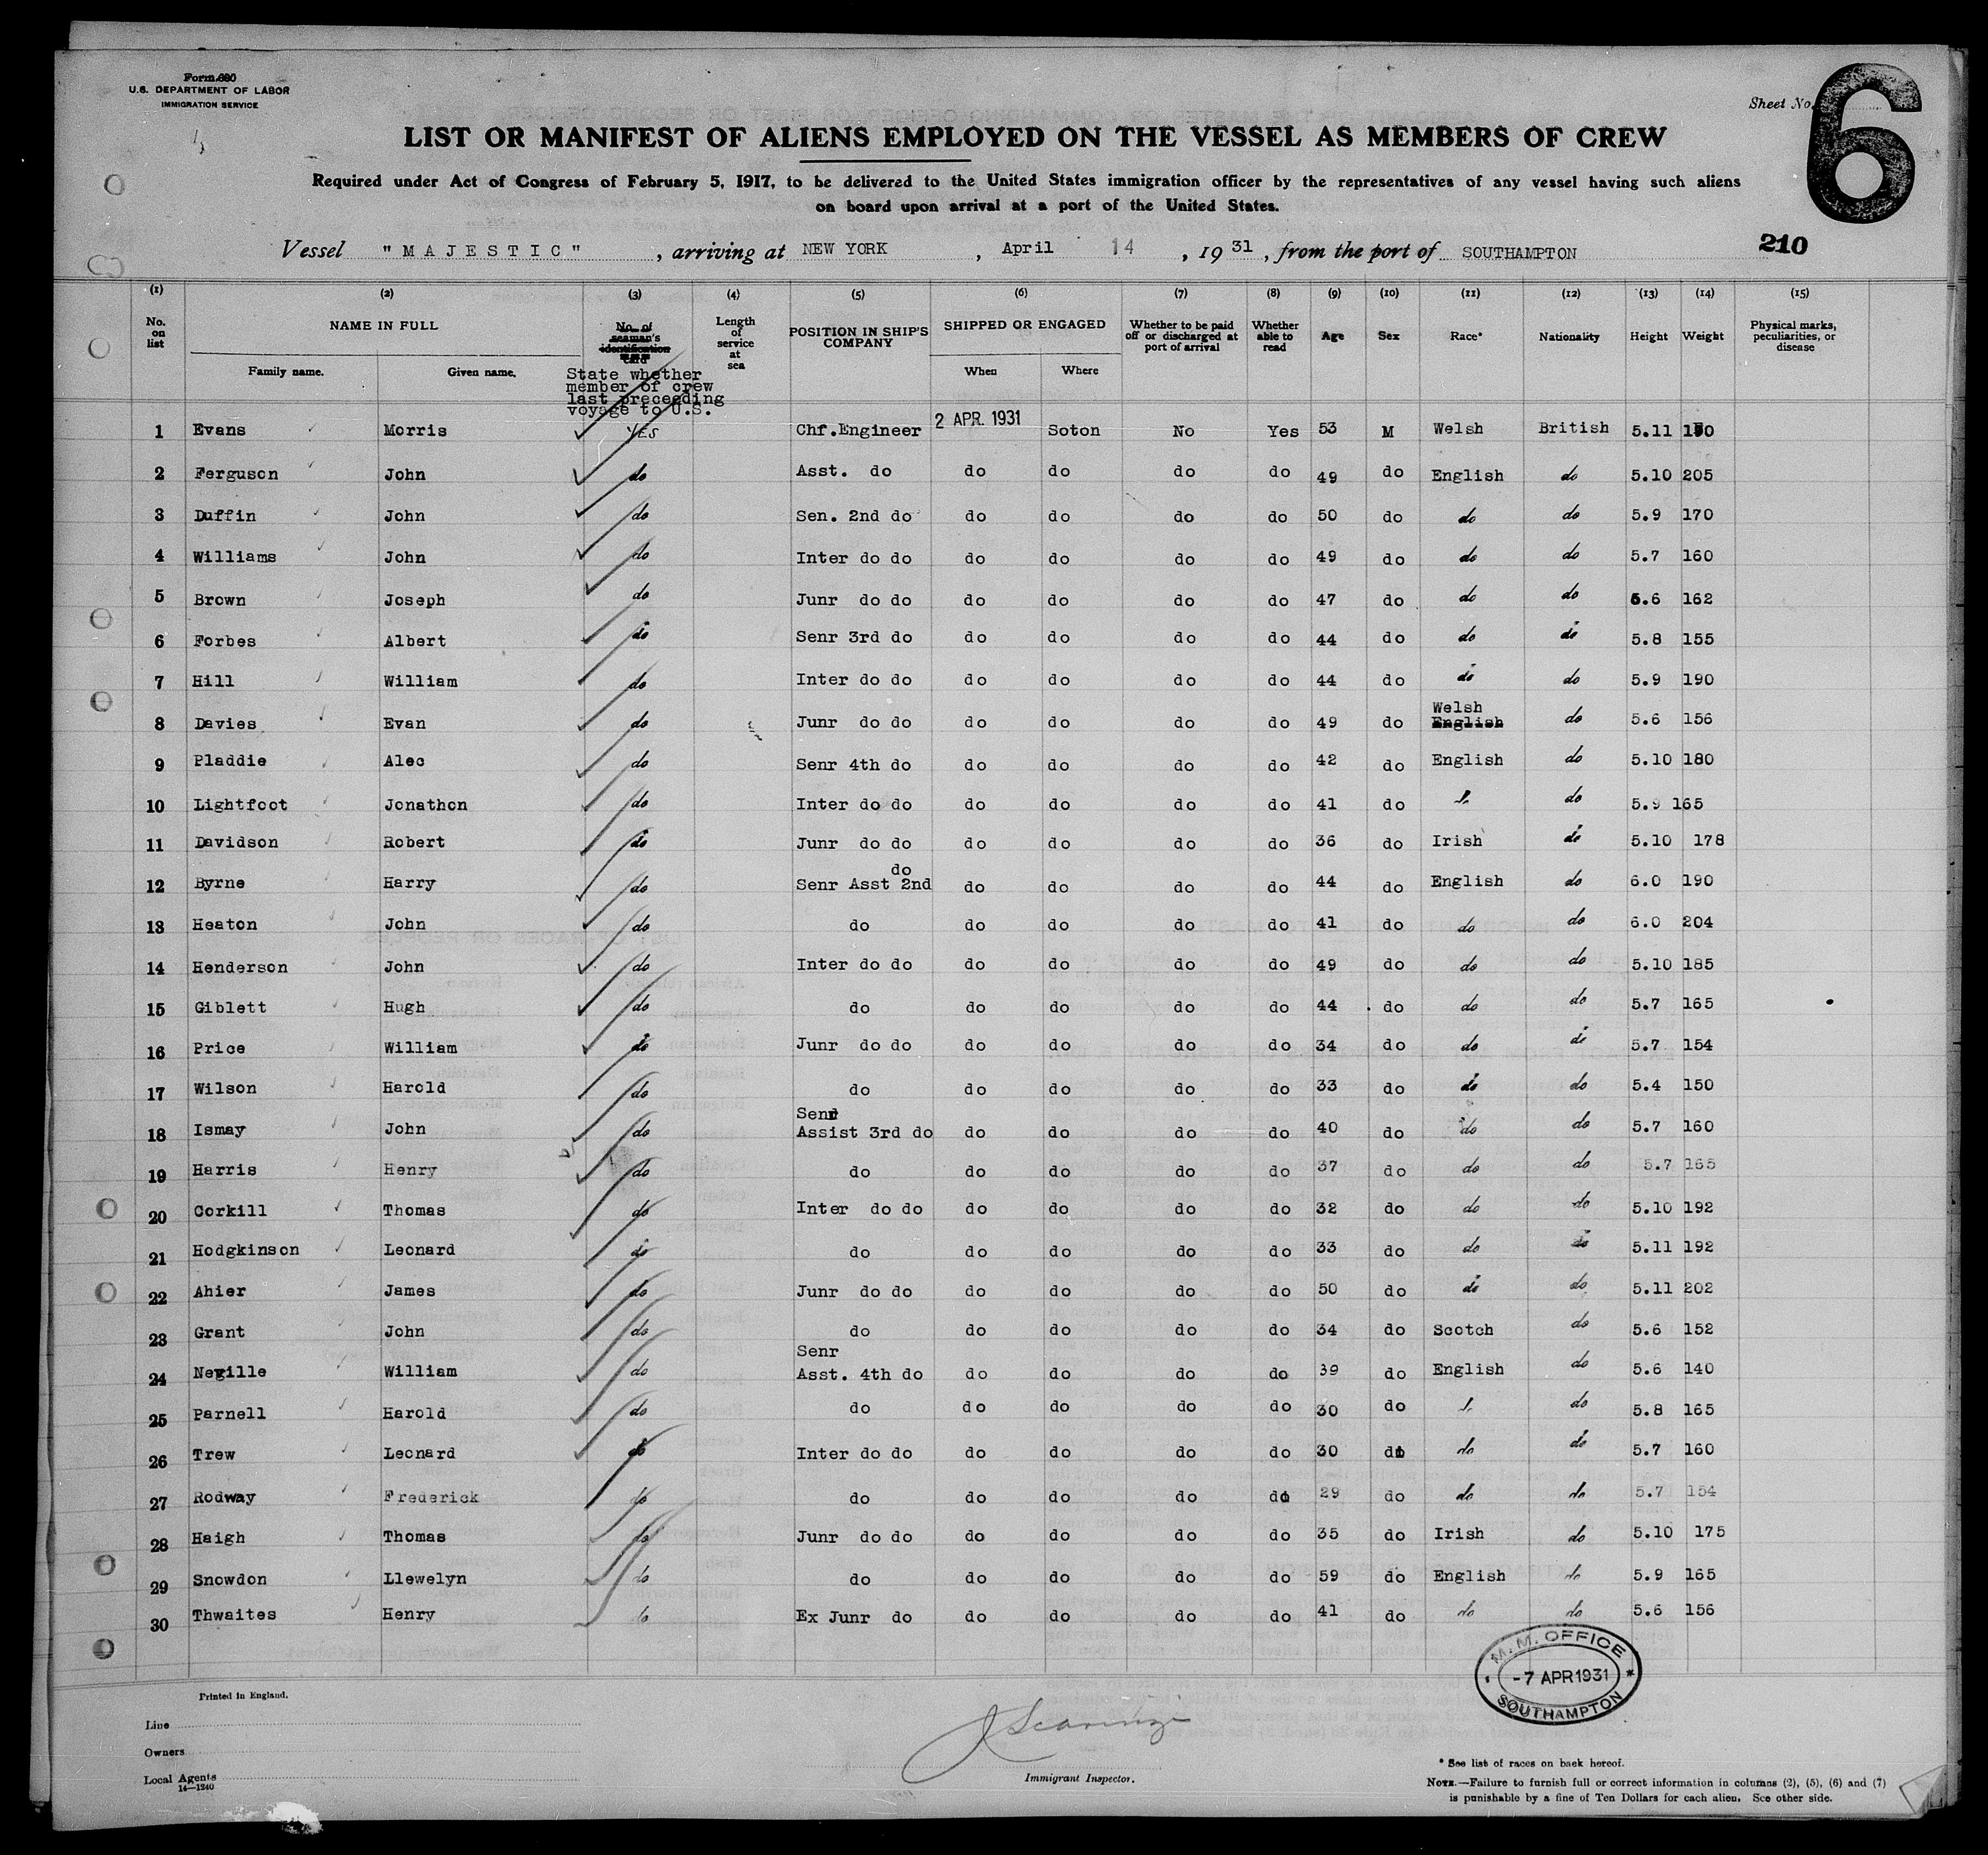 Form 680
U.S. DEPARTMENT OF LABOR
IMMIGRATION SERVICE
Sheet No. 6
LIST OR MANIFEST OF ALIENS EMPLOYED ON THE VESSEL AS MEMBERS OF CREW
Required under Act of Congress of February 5, 1917, to be delivered to the United States immigration officer by the representatives of any vessel having such aliens
on board upon arrival at a port of the United States.
Vessel "MAJESTIC", arriving at NEW YORK, April 14, 1931, from the port of SOUTHAMPTON
210
(1) (2) (3) (4) (5) (6) (7) (8) (9) (10) (11) (12) (13) (14) (15)
No. on list NAME IN FULL Family name. Given name. No. of seaman's identification card State whether member of crew last preceeding voyage to U.S. Length of service at sea POSITION IN SHIP'S COMPANY SHIPPED OR ENGAGED When Where Whether to be paid off or discharged at port of arrival Whether able to read Age Sex Race* Nationality Height Weight Physical marks, peculiarities, or disease
1 Evans Morris YES Chf.Engineer 2 APR. 1931 Soton No Yes 53 M Welsh British 5.11
2 Ferguson John do Asst. do do do do do 49 do English do 5.10 205
3 Duffin John do Sen. 2nd do do do do do 50 do do do 5.9 170
4 Williams John do Inter do do do do do do 49 do do do 5.7 160
5 Brown Joseph do Junr do do do do do do 47 do do do 5.6 162
6 Forbes Albert do Senr 3rd do do do do do 44 do do do 5.8 155
7 Hill William do Inter do do do do do do 44 do do do 5.9 190
8 Davies Evan do Junr do do do do do do 49 do Welsh English do 5.6 156
9 Pladdie Alec do Senr 4th do do do do do 42 do English do 5.10 180
10 Lightfoot Jonathon do Inter do do do do do do 41 do do do 5.9 165
11 Davidson Robert do Junr do do do do do do 36 do Irish do 5.10 178
12 Byrne Harry do Senr Asst 2nd do do do do do 44 do English do 6.0 190
13 Heaton John do do do do do do 41 do do do 6.0 204
14 Henderson John do Inter do do do do do do 49 do do do 5.10 185
15 Giblett Hugh do do do do do do 44 do do do 5.7 165
16 Price William do Junr do do do do do do 34 do do do 5.7 154
17 Wilson Harold do do do do do do 33 do do do 5.4 150
18 Ismay John do Senr Assist 3rd do do do do do 40 do do do 5.7 160
19 Harris Henry do do do do do do 37 do do do 5.7 165
20 Corkill Thomas do Inter do do do do do do 32 do do do 5.10 192
21 Hodgkinson Leonard do do do do do do 33 do do do 5.11 192
22 Ahier James do Junr do do do do do do 50 do do do 5.11 202
23 Grant John do do do do do do 34 do Scotch do 5.6 152
24 Neville William do Senr Asst. 4th do do do do do 39 do English do 5.6 140
25 Parnell Harold do do do do do do 30 do do do 5.8 165
26 Trew Leonard do Inter do do do do do do 30 do do do 5.7 160
27 Rodway Frederick do do do do do do 29 do do do 5.7 154
28 Haigh Thomas do Junr do do do do do do 35 do Irish do 5.10 175
29 Snowdon Llewelyn do do do do do do 59 do English do 5.9 165
30 Thwaites Henry do Ex Junr do do do do do 41 do do do 5.6 156
M.M. OFFICE
-7 APR 1931
SOUTHAMPTON
Printed in England.
Line
Owners
Local Agents
14—1240
Immigrant Inspector.
* See list of races on back hereof.
NOTE.—Failure to furnish full or correct information in columns (2), (5), (6) and (7)
is punishable by a fine of Ten Dollars for each alien. See other side.